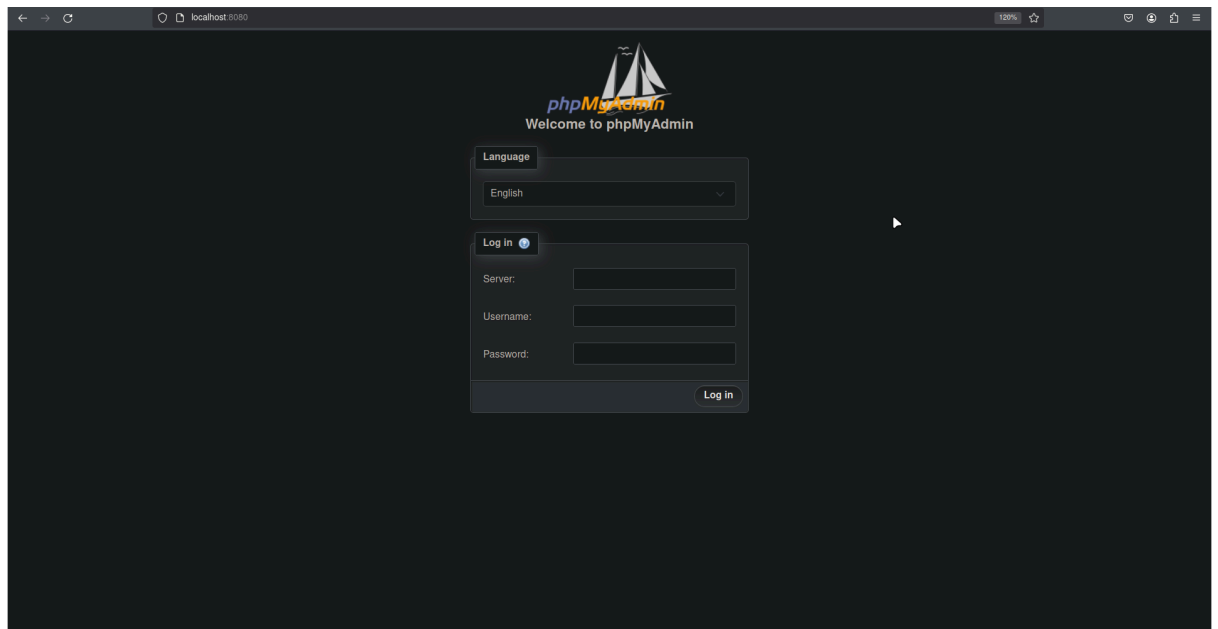 localhost:8080
120%
phpMyAdmin
Welcome to phpMyAdmin
Language
English
Log in
Server:
Username:
Password:
Log in